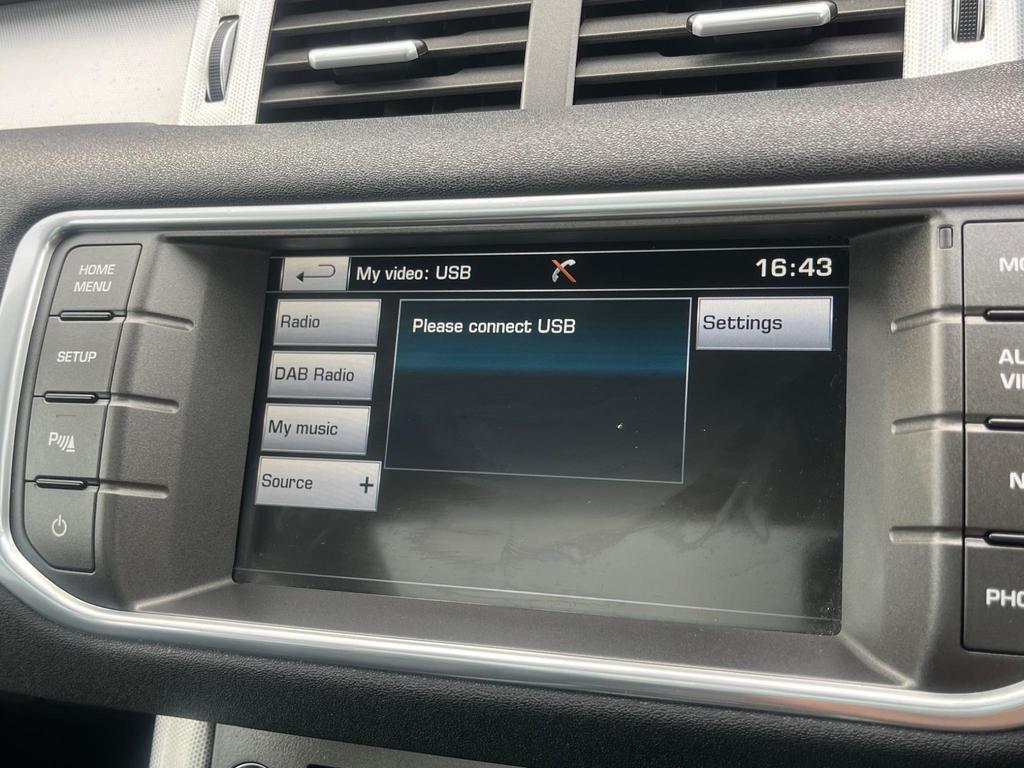 HOME
MENU
SETUP
P
My video: USB
16:43
Radio
DAB Radio
My music
Source +
Please connect USB
Settings